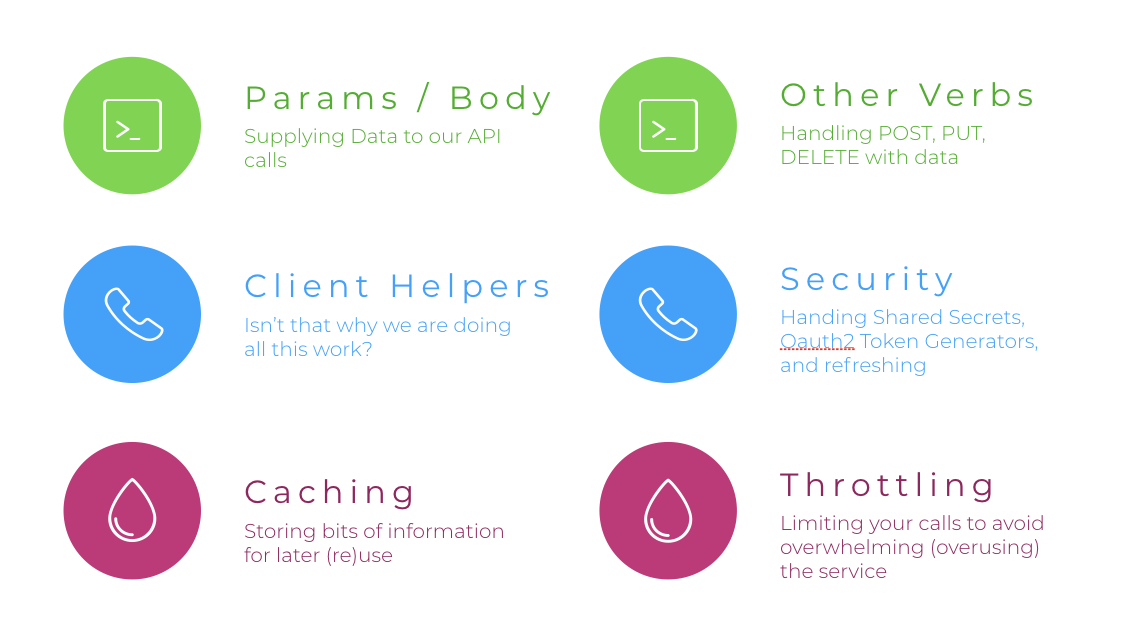 Params / Body
Supplying Data to our API
calls
Other Verbs
Handling POST, PUT,
DELETE with data
Client Helpers
Isn’t that why we are doing
all this work?
Security
Handing Shared Secrets,
Oauth2 Token Generators,
and refreshing
Caching
Storing bits of information
for later (re)use
Throttling
Limiting your calls to avoid
overwhelming (overusing)
the service